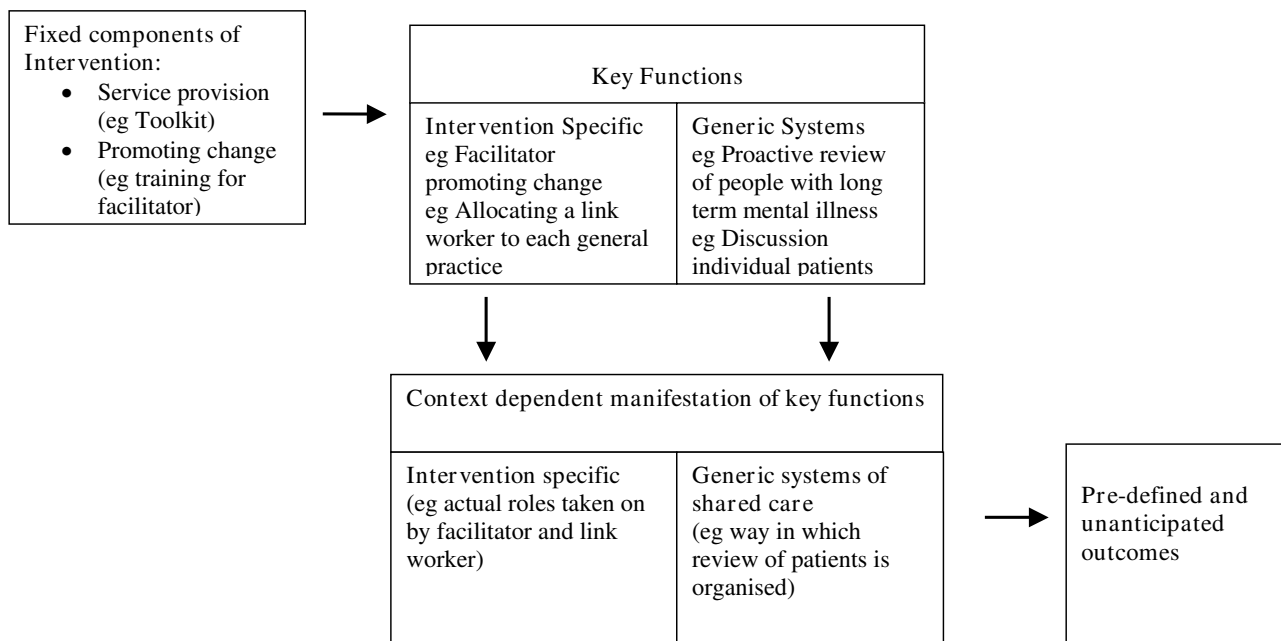 Fixed components of
Intervention:
• Service provision
(eg Toolkit)
• Promoting change
(eg training for
facilitator)
Key Functions
Intervention Specific
eg Facilitator
promoting change
eg Allocating a link
worker to each general
practice
Generic Systems
eg Proactive review
of people with long
term mental illness
eg Discussion
individual patients
Context dependent manifestation of key functions
Intervention specific
(eg actual roles taken on
by facilitator and link
worker)
Generic systems of
shared care
(eg way in which
review of patients is
organised)
Pre-defined and
unanticipated
outcomes